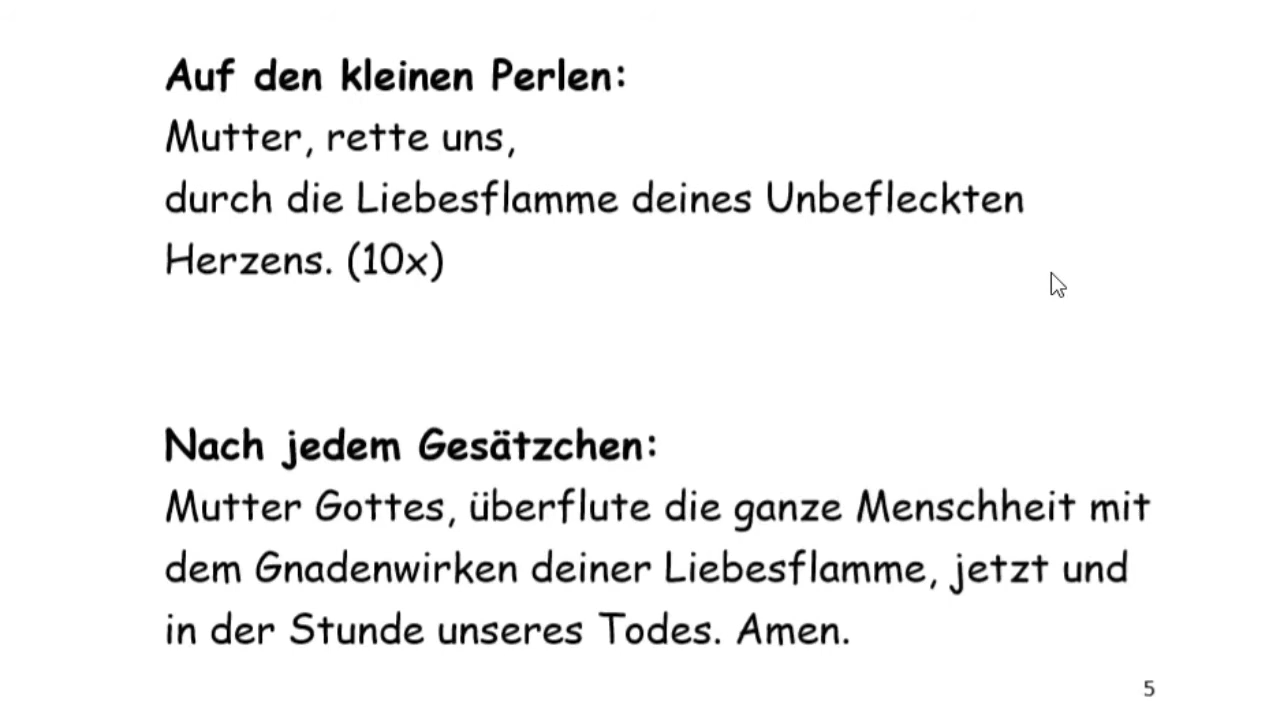 Auf den kleinen Perlen:
Mutter, rette uns,
durch die Liebesflamme deines Unbefleckten
Herzens. (10x)
Nach jedem Gesätzchen:
Mutter Gottes, überflute die ganze Menschheit mit
dem Gnadenwirken deiner Liebesflamme, jetzt und
in der Stunde unseres Todes. Amen.
5